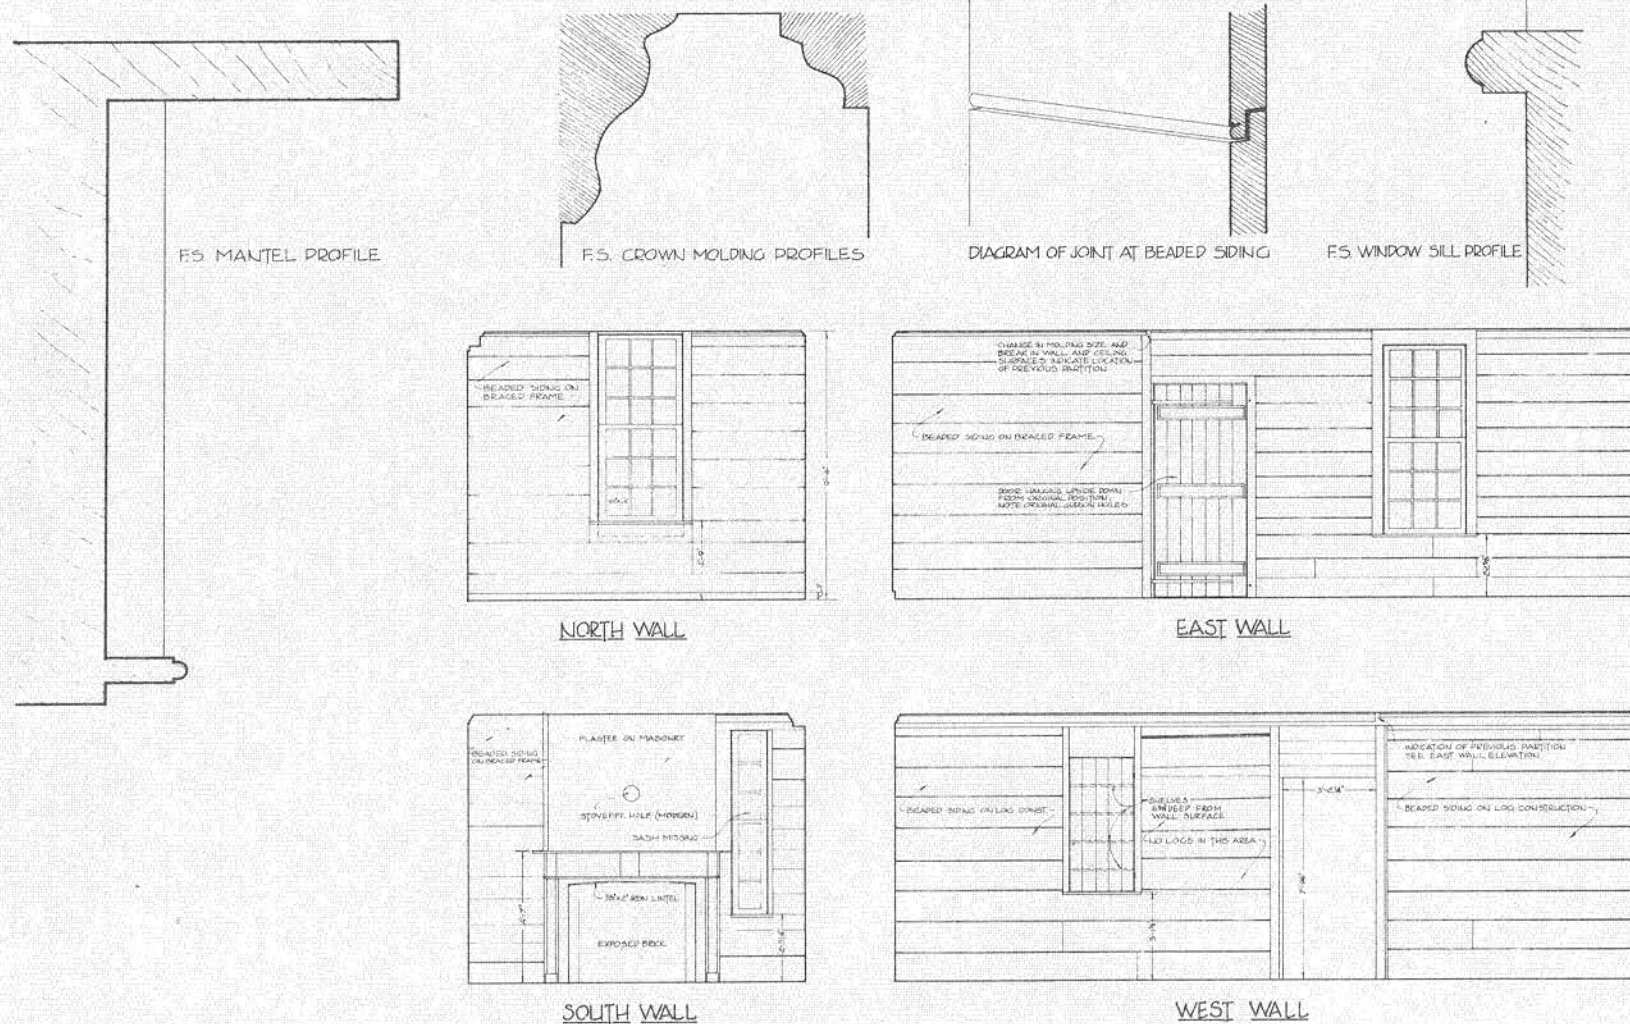 F.S. MANTEL PROFILE
F.S. CROWN MOLDING PROFILES
DIAGRAM OF JOINT AT BEADED SIDING
F.S. WINDOW SILL PROFILE
BEADED SIDING ON
BRACED FRAME
NORTH WALL
CHANGE IN MOLDING SIZE AND
BREAK IN WALL AND CEILING
SURFACES INDICATE LOCATION
OF PREVIOUS PARTITION
BEADED SIDING ON BRACED FRAME
DOOR HANGING UPSIDE DOWN
FROM ORIGINAL POSITION,
NOTE ORIGINAL HOLES
EAST WALL
BEADED SIDING
ON BRACED FRAME
PLASTER ON MASONRY
STOVEPIPE HOLE (MODERN)
SASH MISSING
IRON LINTEL
EXPOSED BRICK
SOUTH WALL
BEADED SIDING ON LOG CONST.
SHELVES
DEEP FROM
WALL SURFACE
NO LOGS IN THIS AREA
3'-2¼"
INDICATION OF PREVIOUS PARTITION
SEE EAST WALL ELEVATION
BEADED SIDING ON LOG CONSTRUCTION
WEST WALL